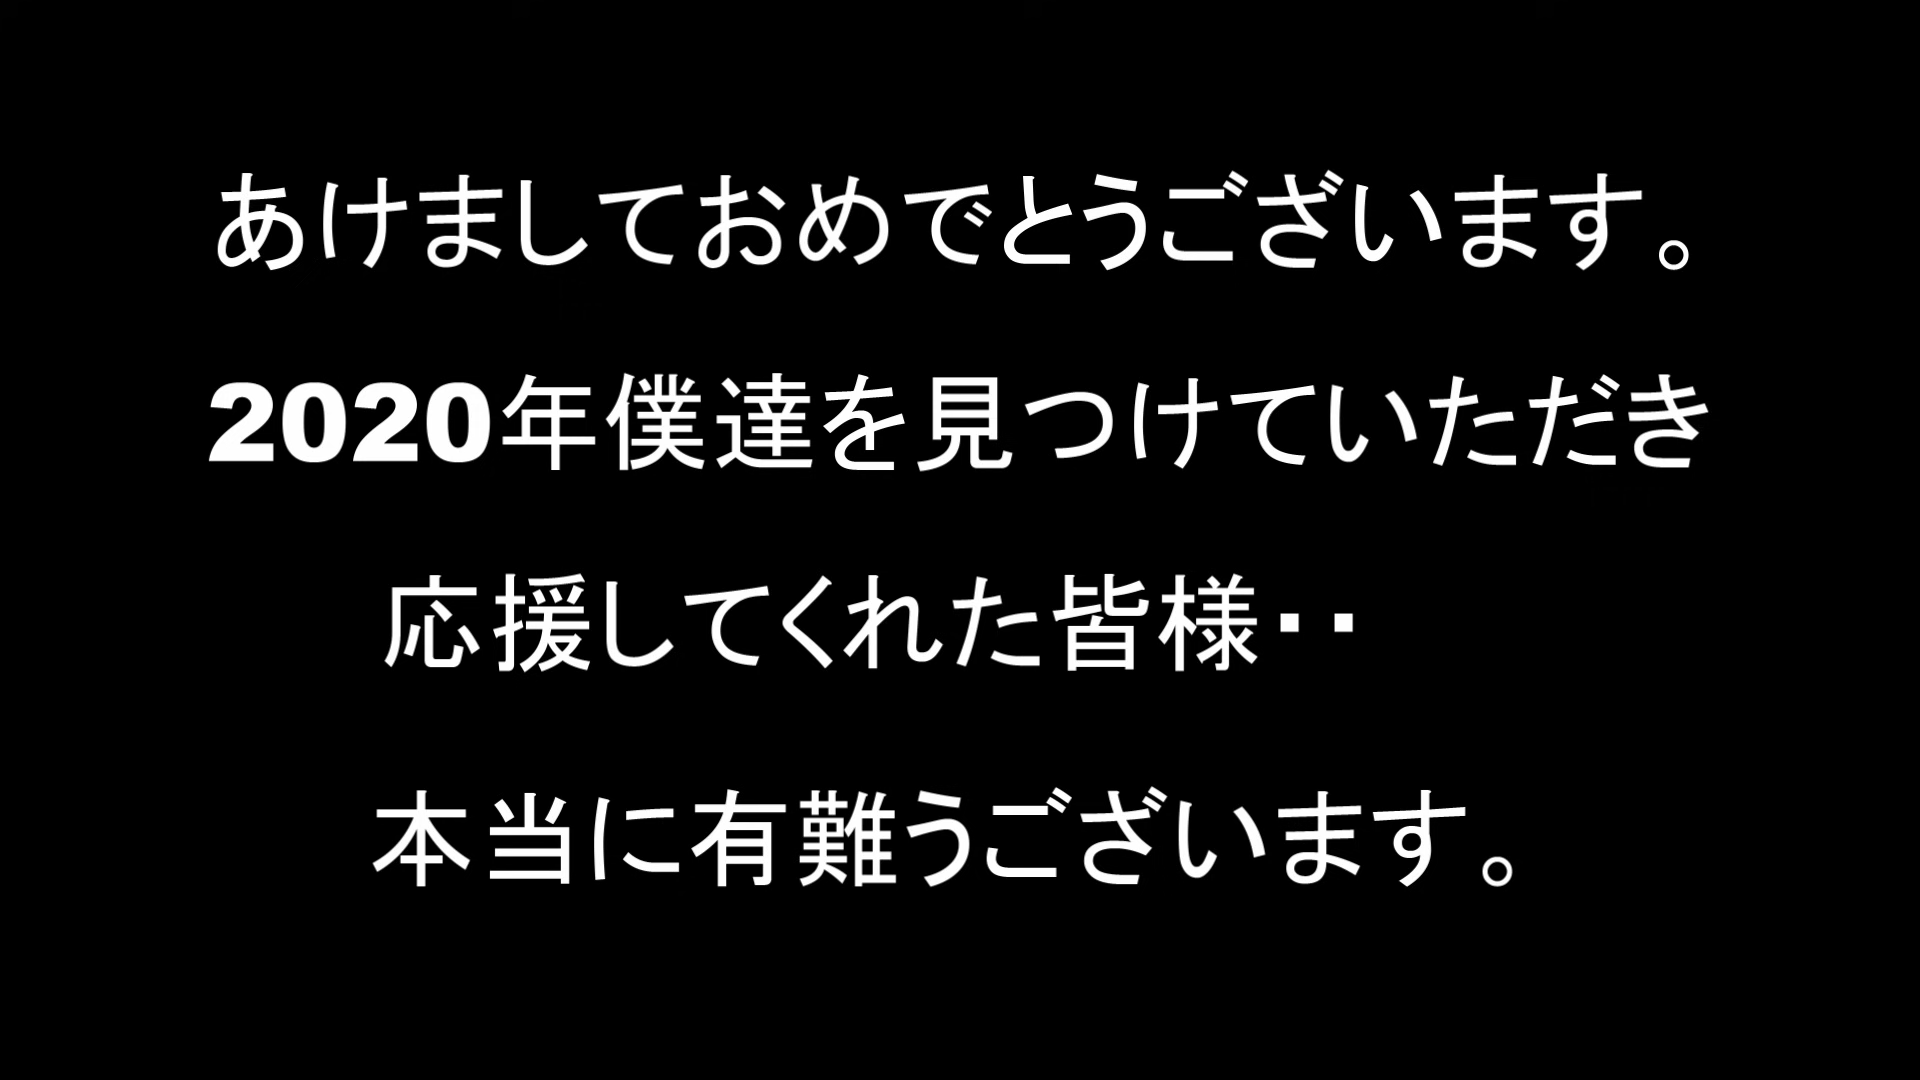 あけましておめでとうございます。
2020年僕達を見つけていただき
応援してくれた皆様・・
本当に有難うございます。